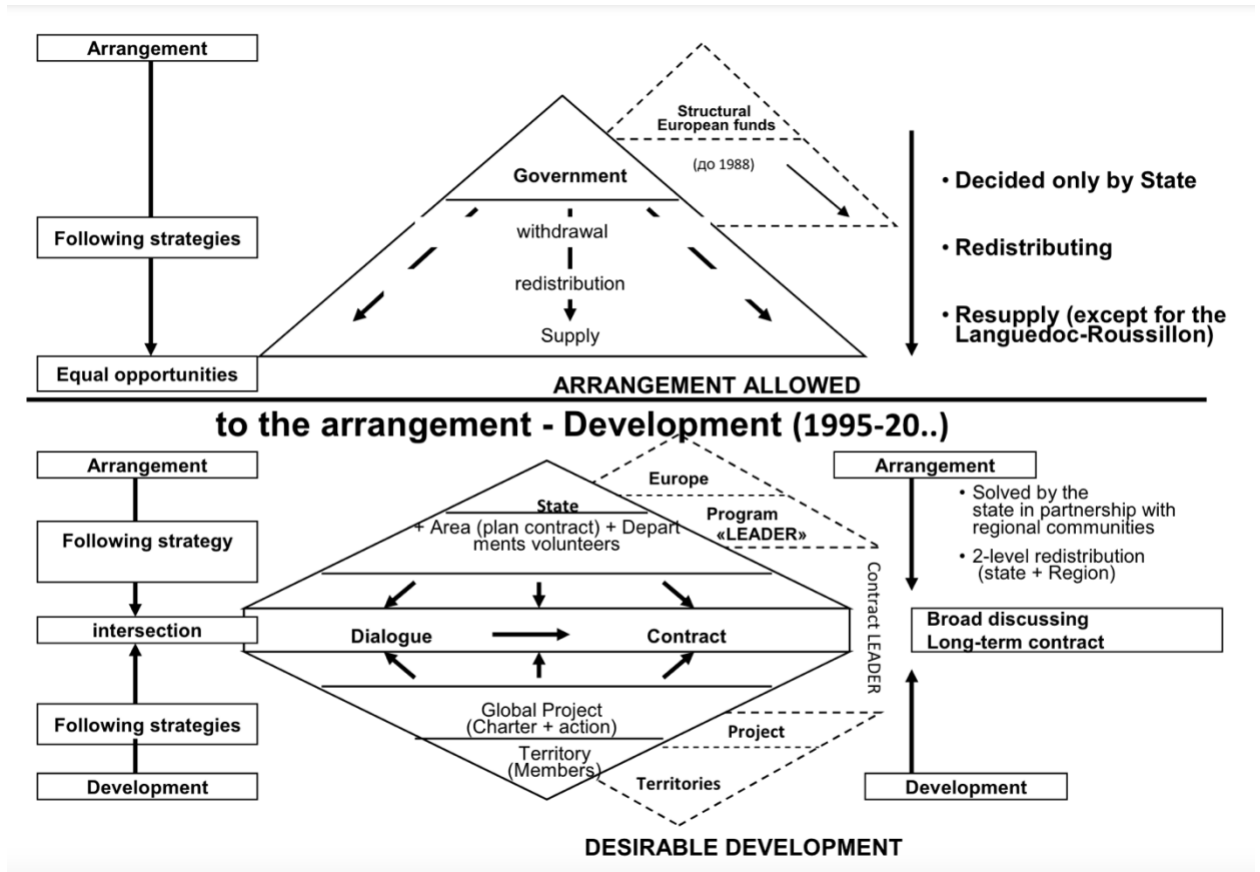 Arrangement
Following strategies
Equal opportunities
Structural
European funds
(до 1988)
Government
withdrawal
redistribution
Supply
• Decided only by State
• Redistributing
• Resupply (except for the
Languedoc-Roussillon)
ARRANGEMENT ALLOWED
to the arrangement - Development (1995-20..)
Arrangement
Following strategy
intersection
Following strategies
Development
Europe
Program
«LEADER»
State
+ Area (plan contract) + Depart
ments volunteers
Dialogue
Contract
Contract LEADER
Global Project
(Charter + action)
Territory
(Members)
Project
Territories
Arrangement
• Solved by the
state in partnership with
regional communities
• 2-level redistribution
(state + Region)
Broad discussing
Long-term contract
Development
DESIRABLE DEVELOPMENT